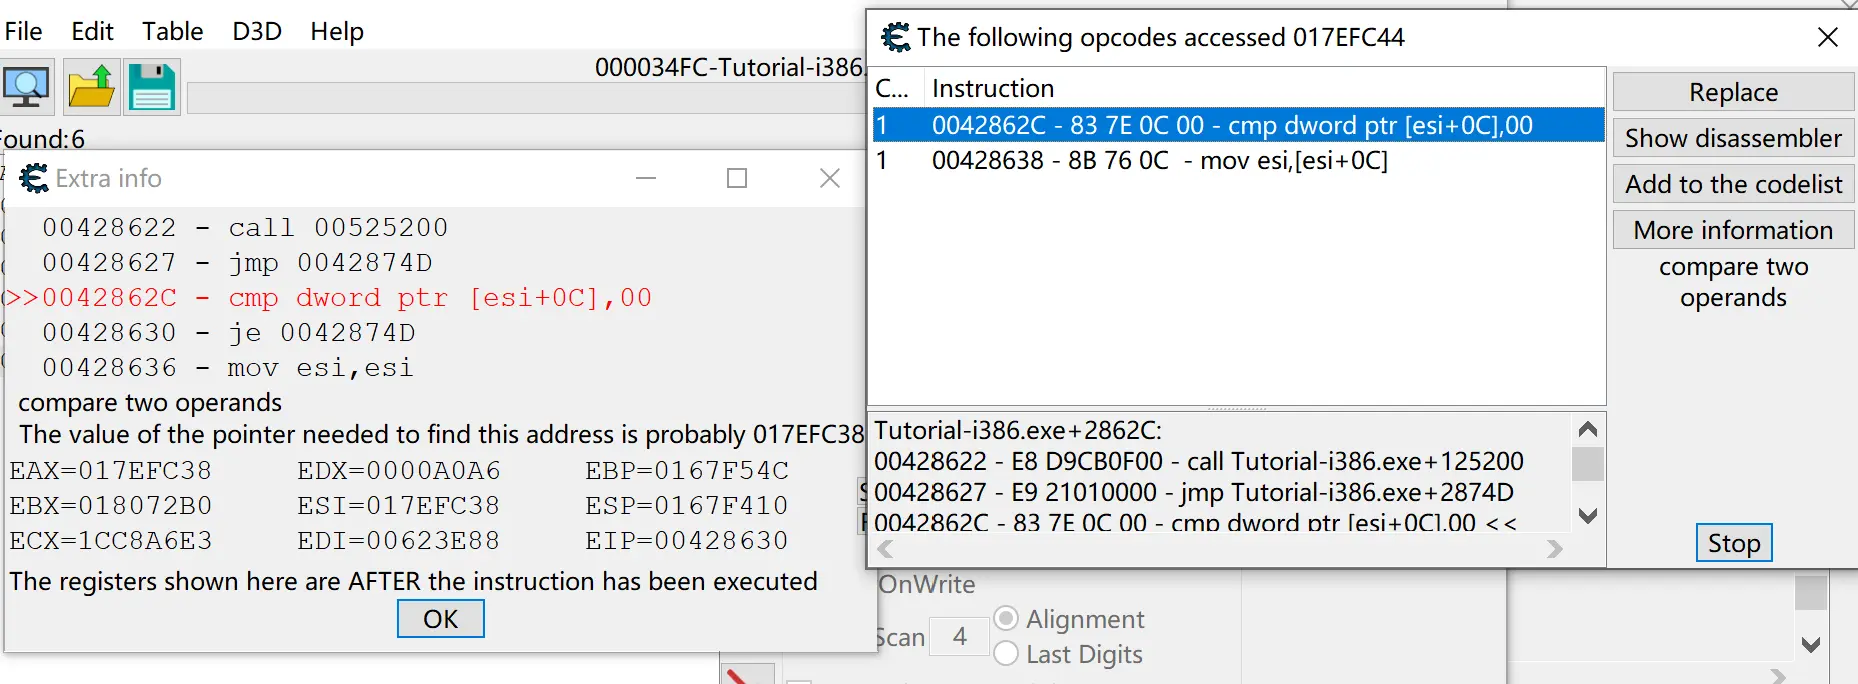 File Edit Table D3D Help
000034FC-Tutorial-i386.
Found:6
Extra info
00428622 - call 00525200
00428627 - jmp 0042874D
>>0042862C - cmp dword ptr [esi+0C],00
00428630 - je 0042874D
00428636 - mov esi,esi
compare two operands
The value of the pointer needed to find this address is probably 017EFC38
EAX=017EFC38 EDX=0000A0A6 EBP=0167F54C
EBX=018072B0 ESI=017EFC38 ESP=0167F410
ECX=1CC8A6E3 EDI=00623E88 EIP=00428630
The registers shown here are AFTER the instruction has been executed
OK
The following opcodes accessed 017EFC44
C... Instruction
1 0042862C - 83 7E 0C 00 - cmp dword ptr [esi+0C],00
1 00428638 - 8B 76 0C - mov esi,[esi+0C]
Replace
Show disassembler
Add to the codelist
More information
compare two
operands
Tutorial-i386.exe+2862C:
00428622 - E8 D9CB0F00 - call Tutorial-i386.exe+125200
00428627 - E9 21010000 - jmp Tutorial-i386.exe+2874D
0042862C - 83 7E 0C 00 - cmp dword ptr [esi+0C],00 <<
Stop
OnWrite
Scan 4
Alignment
Last Digits